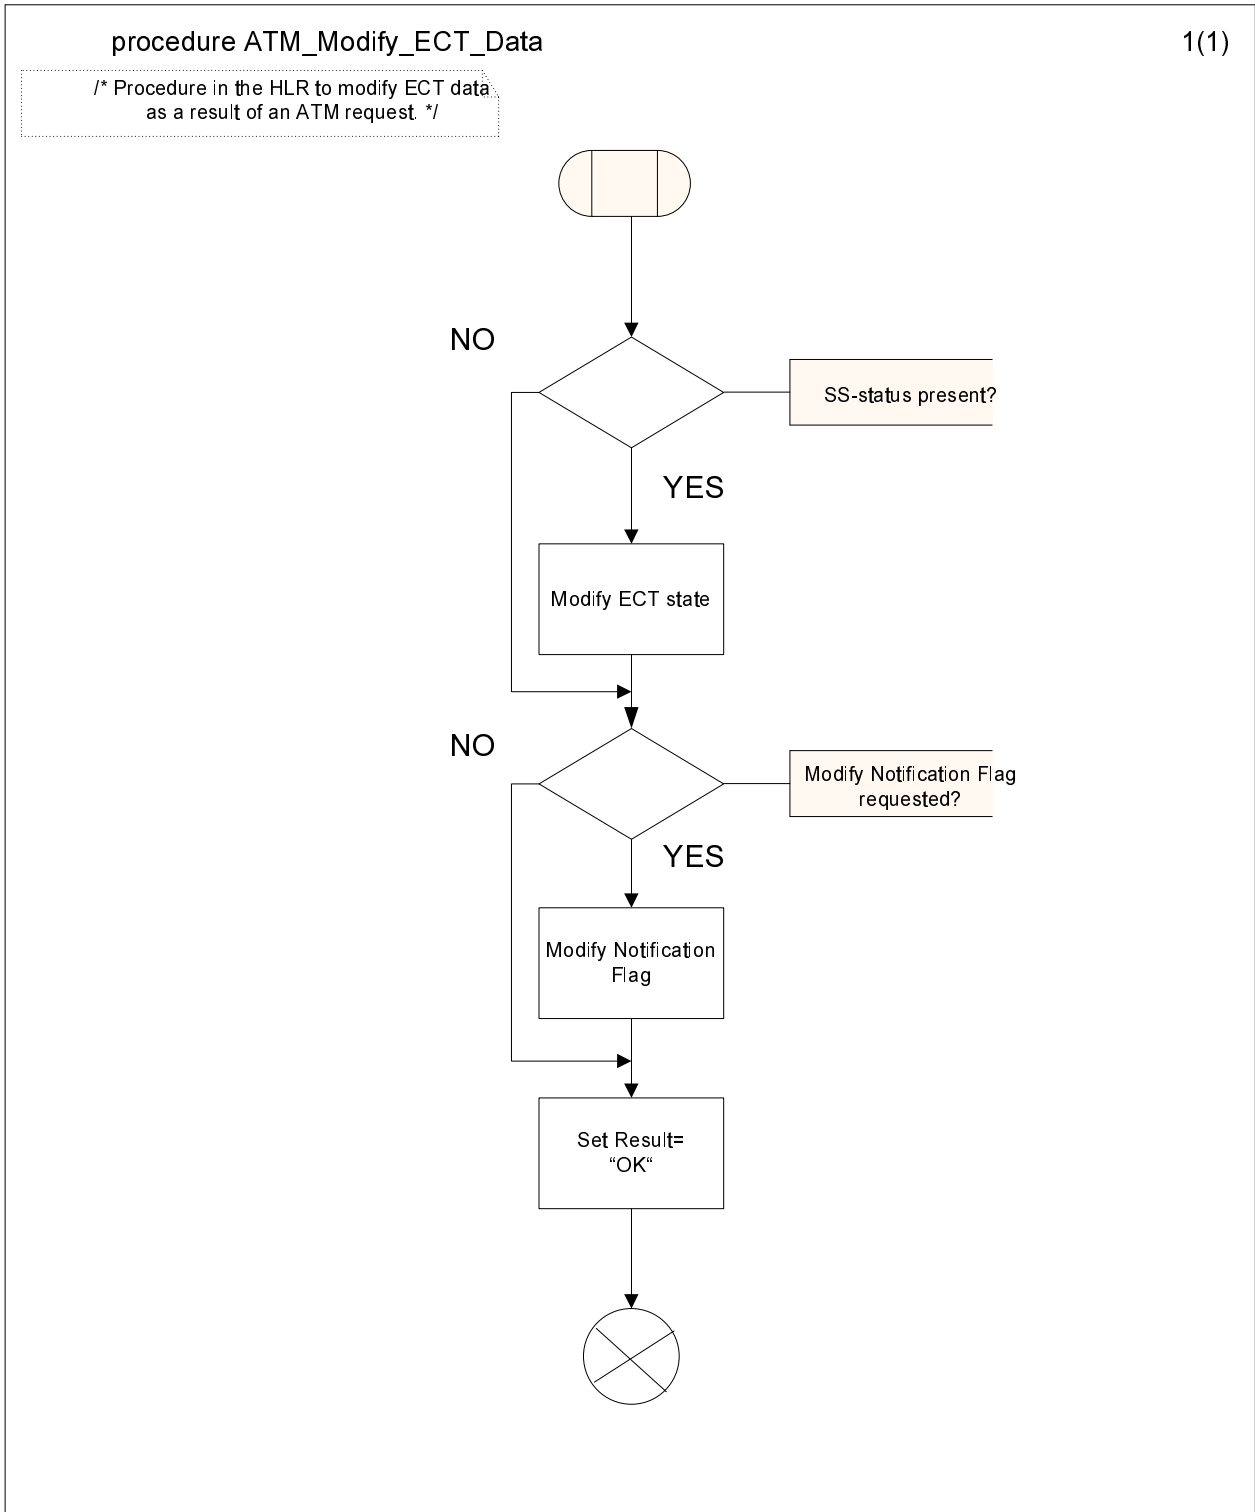 procedure ATM_Modify_ECT_Data
1(1)
/* Procedure in the HLR to modify ECT data
as a result of an ATM request. */
NO
SS-status present?
YES
Modify ECT state
NO
Modify Notification Flag
requested?
YES
Modify Notification
Flag
Set Result=
“OK“